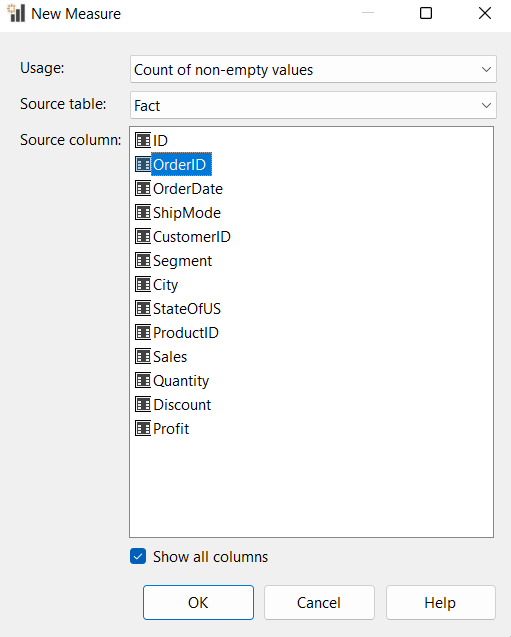 New Measure
Usage: Count of non-empty values
Source table: Fact
Source column: ID
OrderID
OrderDate
ShipMode
CustomerID
Segment
City
StateOfUS
ProductID
Sales
Quantity
Discount
Profit
Show all columns
OK Cancel Help